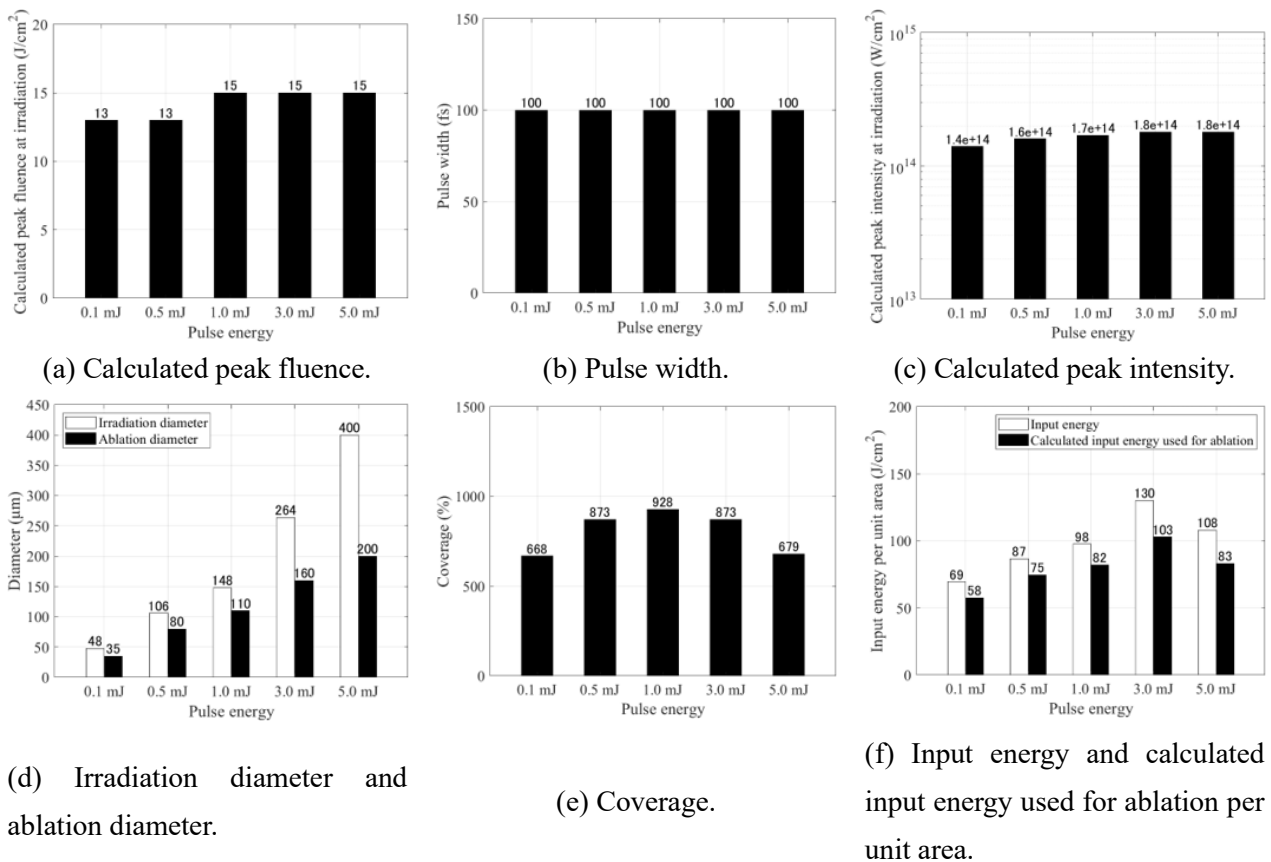 Calculated peak fluence at irradiation (J/cm²)
20
15
10
5
0
13
13
15
15
15
0.1 mJ 0.5 mJ 1.0 mJ 3.0 mJ 5.0 mJ
Pulse energy
(a) Calculated peak fluence.
Pulse width (fs)
150
100
50
0
100
100
100
100
100
0.1 mJ 0.5 mJ 1.0 mJ 3.0 mJ 5.0 mJ
Pulse energy
(b) Pulse width.
Calculated peak intensity at irradiation (W/cm²)
10¹⁵
10¹⁴
10¹³
1.4e+14
1.6e+14
1.7e+14
1.8e+14
1.8e+14
0.1 mJ 0.5 mJ 1.0 mJ 3.0 mJ 5.0 mJ
Pulse energy
(c) Calculated peak intensity.
Diameter (μm)
450
400
350
300
250
200
150
100
50
0
Irradiation diameter
Ablation diameter
48
35
106
80
148
110
264
160
400
200
0.1 mJ 0.5 mJ 1.0 mJ 3.0 mJ 5.0 mJ
Pulse energy
(d) Irradiation diameter and
ablation diameter.
Coverage (%)
1500
1000
500
0
668
873
928
873
679
0.1 mJ 0.5 mJ 1.0 mJ 3.0 mJ 5.0 mJ
Pulse energy
(e) Coverage.
Input energy per unit area (J/cm²)
200
150
100
50
0
Input energy
Calculated input energy used for ablation
69
58
87
75
98
82
130
103
108
83
0.1 mJ 0.5 mJ 1.0 mJ 3.0 mJ 5.0 mJ
Pulse energy
(f) Input energy and calculated
input energy used for ablation per
unit area.